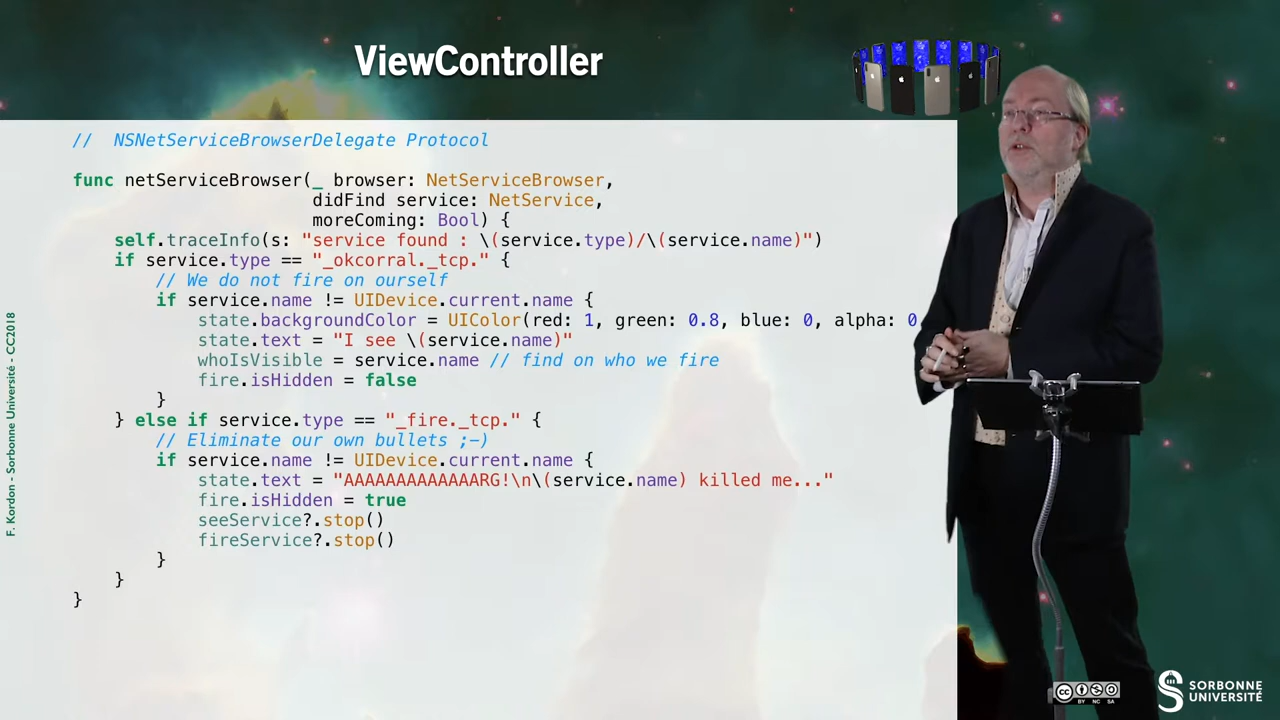 ViewController
//  NSNetServiceBrowserDelegate Protocol
func netServiceBrowser(_ browser: NetServiceBrowser,
                       didFind service: NetService,
                       moreComing: Bool) {
    self.traceInfo(s: "service found : \(service.type)/\(service.name)")
    if service.type == "_okcorral._tcp." {
        // We do not fire on ourself
        if service.name != UIDevice.current.name {
            state.backgroundColor = UIColor(red: 1, green: 0.8, blue: 0, alpha: 0
            state.text = "I see \(service.name)"
            whoIsVisible = service.name // find on who we fire
            fire.isHidden = false
        }
    } else if service.type == "_fire._tcp." {
        // Eliminate our own bullets ;-)
        if service.name != UIDevice.current.name {
            state.text = "AAAAAAAAAAAAARG!\n\(service.name) killed me..."
            fire.isHidden = true
            seeService?.stop()
            fireService?.stop()
        }
    }
}
F. Kordon - Sorbonne Université - CC2018
CC BY NC SA
SORBONNE
UNIVERSITÉ